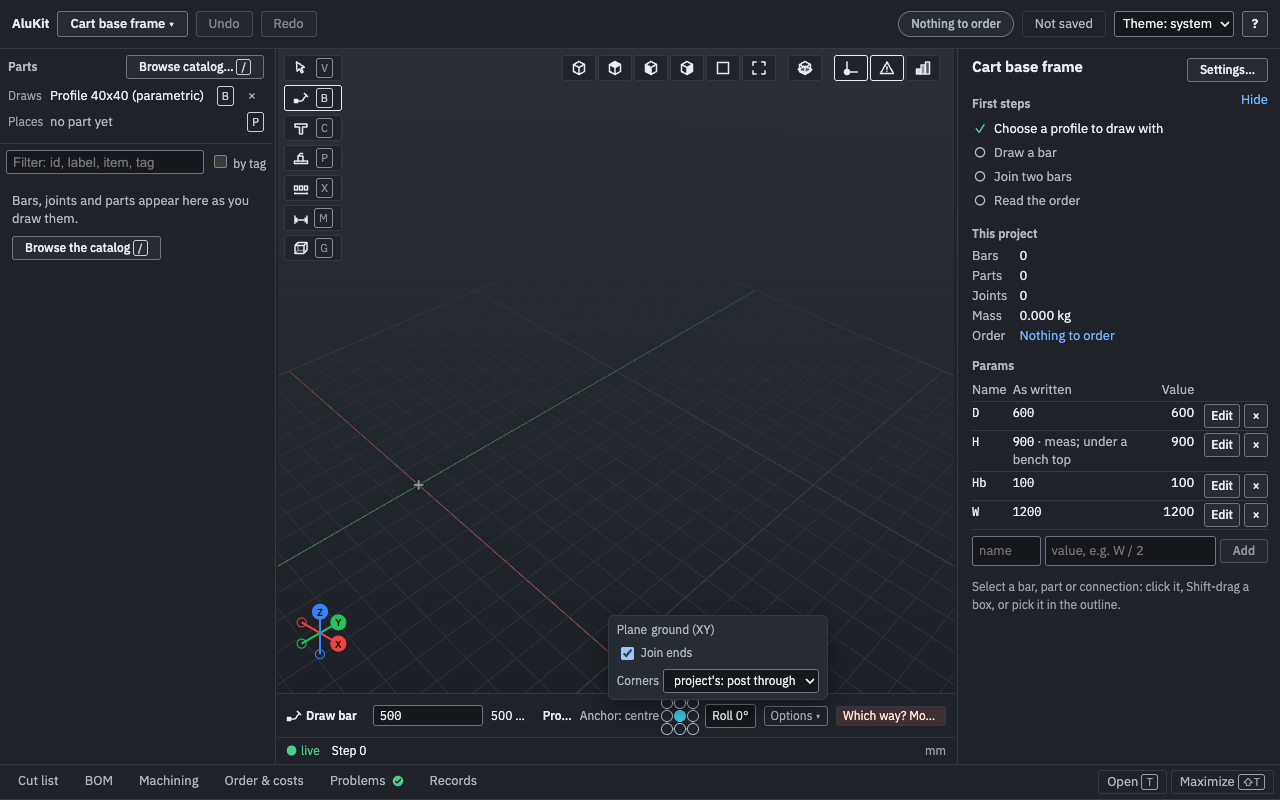 AluKit Cart base frame ▾ Undo Redo Nothing to order Not saved Theme: system ?
Parts Browse catalog... /
Draws Profile 40x40 (parametric) B ×
Places no part yet P
Filter: id, label, item, tag by tag
Bars, joints and parts appear here as you
draw them.
Browse the catalog /
V
B
C
P
X
M
G
Z
Y
X
Plane ground (XY)
Join ends
Corners project's: post through
Draw bar 500 500 ... Pro... Anchor: centre Roll 0° Options ▾ Which way? Mo...
live Step 0 mm
Cart base frame Settings...
First steps Hide
Choose a profile to draw with
Draw a bar
Join two bars
Read the order
This project
Bars 0
Parts 0
Joints 0
Mass 0.000 kg
Order Nothing to order
Params
Name As written Value
D 600 600 Edit ×
H 900 · meas; under a 900 Edit ×
bench top
Hb 100 100 Edit ×
W 1200 1200 Edit ×
name value, e.g. W / 2 Add
Select a bar, part or connection: click it, Shift-drag a
box, or pick it in the outline.
Cut list BOM Machining Order & costs Problems Records Open T Maximize ⇧T